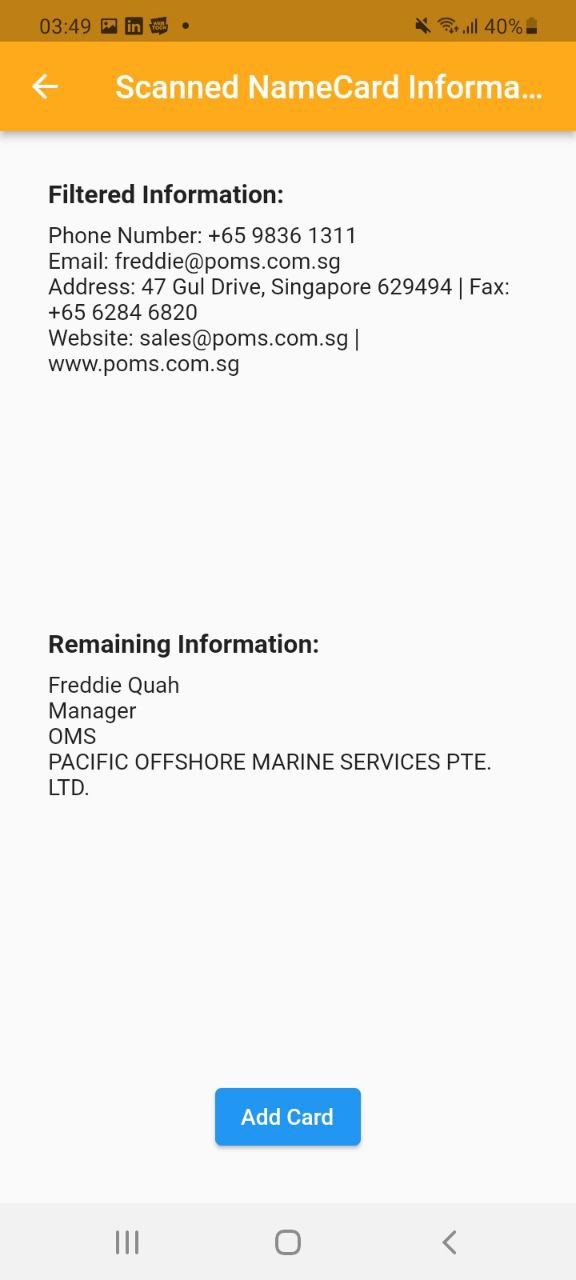 03:49
40%
Scanned NameCard Informa...
Filtered Information:
Phone Number: +65 9836 1311
Email: freddie@poms.com.sg
Address: 47 Gul Drive, Singapore 629494 | Fax:
+65 6284 6820
Website: sales@poms.com.sg |
www.poms.com.sg
Remaining Information:
Freddie Quah
Manager
OMS
PACIFIC OFFSHORE MARINE SERVICES PTE.
LTD.
Add Card